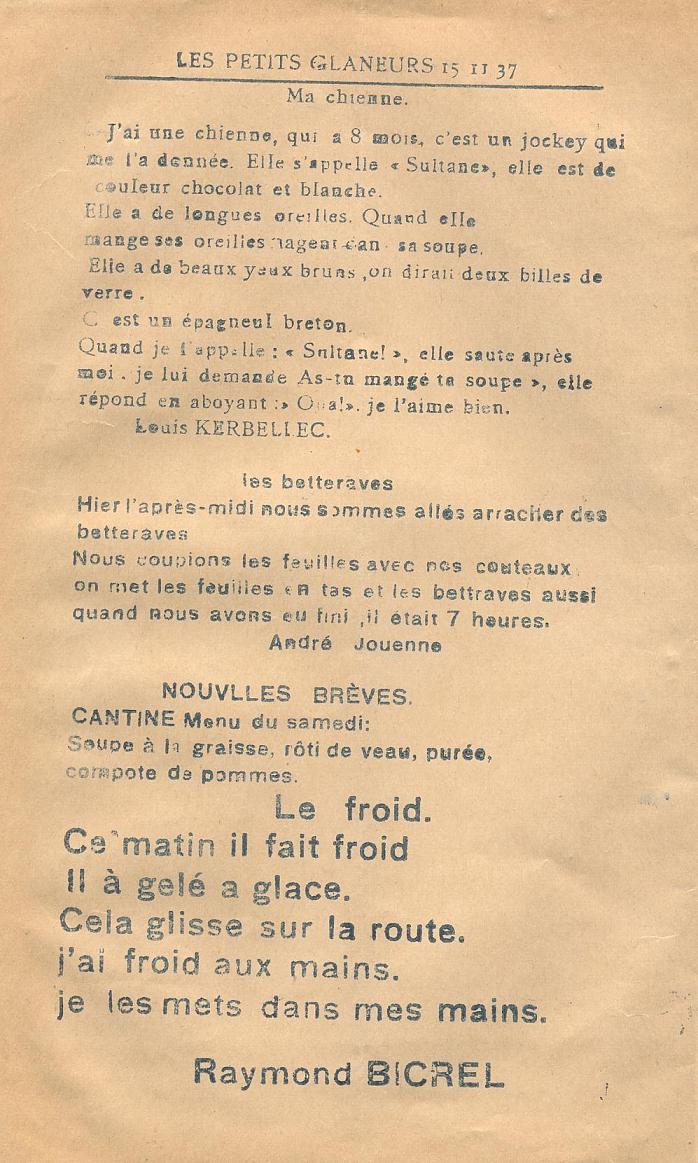 LES PETITS GLANEURS 15 11 37
Ma chienne.
J'ai une chienne, qui a 8 mois, c'est un jockey qui
me l'a donnée. Elle s'appelle « Sultane», elle est de
couleur chocolat et blanche.
Elle a de longues oreilles. Quand elle
mange ses oreilles nagent sa soupe.
Elle a de beaux yeux bruns ,on dirait deux billes de
verre .
C est un épagneul breton.
Quand je l'appelle : « Sultane! », elle saute après
moi . je lui demande As-tu mangé ta soupe », elle
répond en aboyant :» Oua!». je l'aime bien.
Louis KERBELLEC.
les betteraves
Hier l'après-midi nous sommes allés arracher des
betteraves
Nous coupions les feuilles avec nos couteaux
on met les feuilles en tas et les bettraves aussi
quand nous avons eu fini ,il était 7 heures.
André Jouenne
NOUVLLES BRÈVES.
CANTINE Menu du samedi:
Soupe à la graisse, rôti de veau, purée,
compote de pommes.
Le froid.
Ce matin il fait froid
Il à gelé a glace.
Cela glisse sur la route.
j'ai froid aux mains.
je les mets dans mes mains.
Raymond BICREL